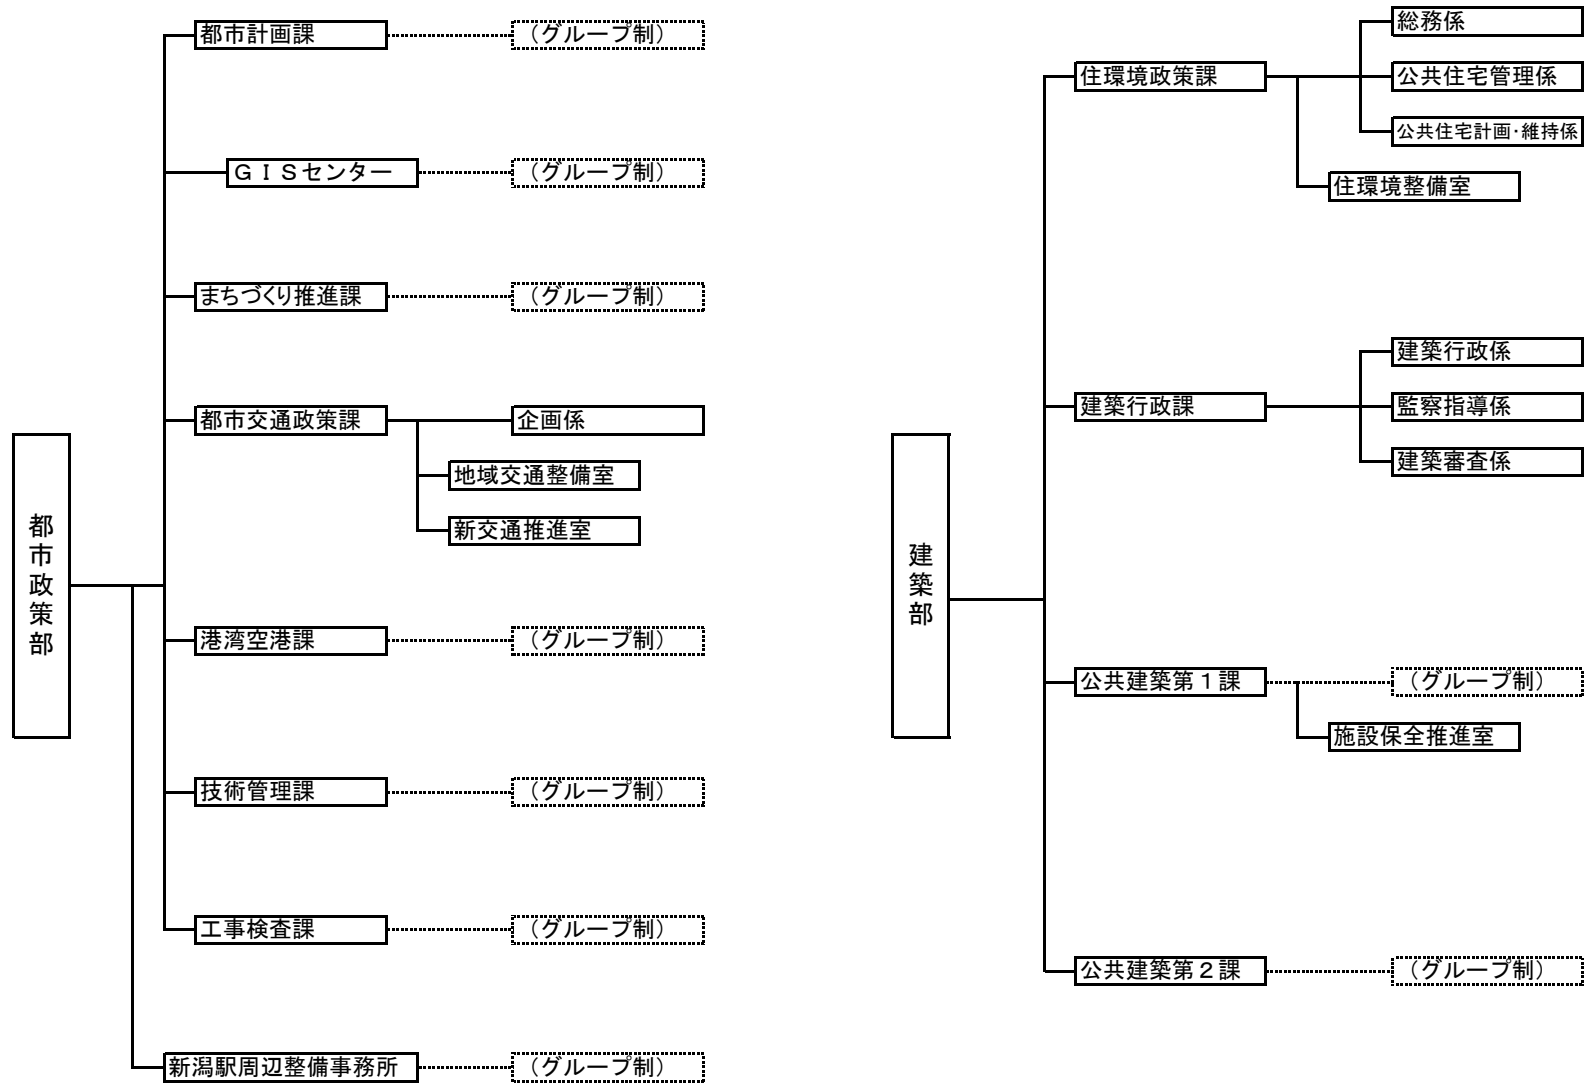 都市政策部
都市計画課
（グループ制）
ＧＩＳセンター
（グループ制）
まちづくり推進課
（グループ制）
都市交通政策課
企画係
地域交通整備室
新交通推進室
港湾空港課
（グループ制）
技術管理課
（グループ制）
工事検査課
（グループ制）
新潟駅周辺整備事務所
（グループ制）
建築部
住環境政策課
総務係
公共住宅管理係
公共住宅計画・維持係
住環境整備室
建築行政課
建築行政係
監察指導係
建築審査係
公共建築第１課
（グループ制）
施設保全推進室
公共建築第２課
（グループ制）